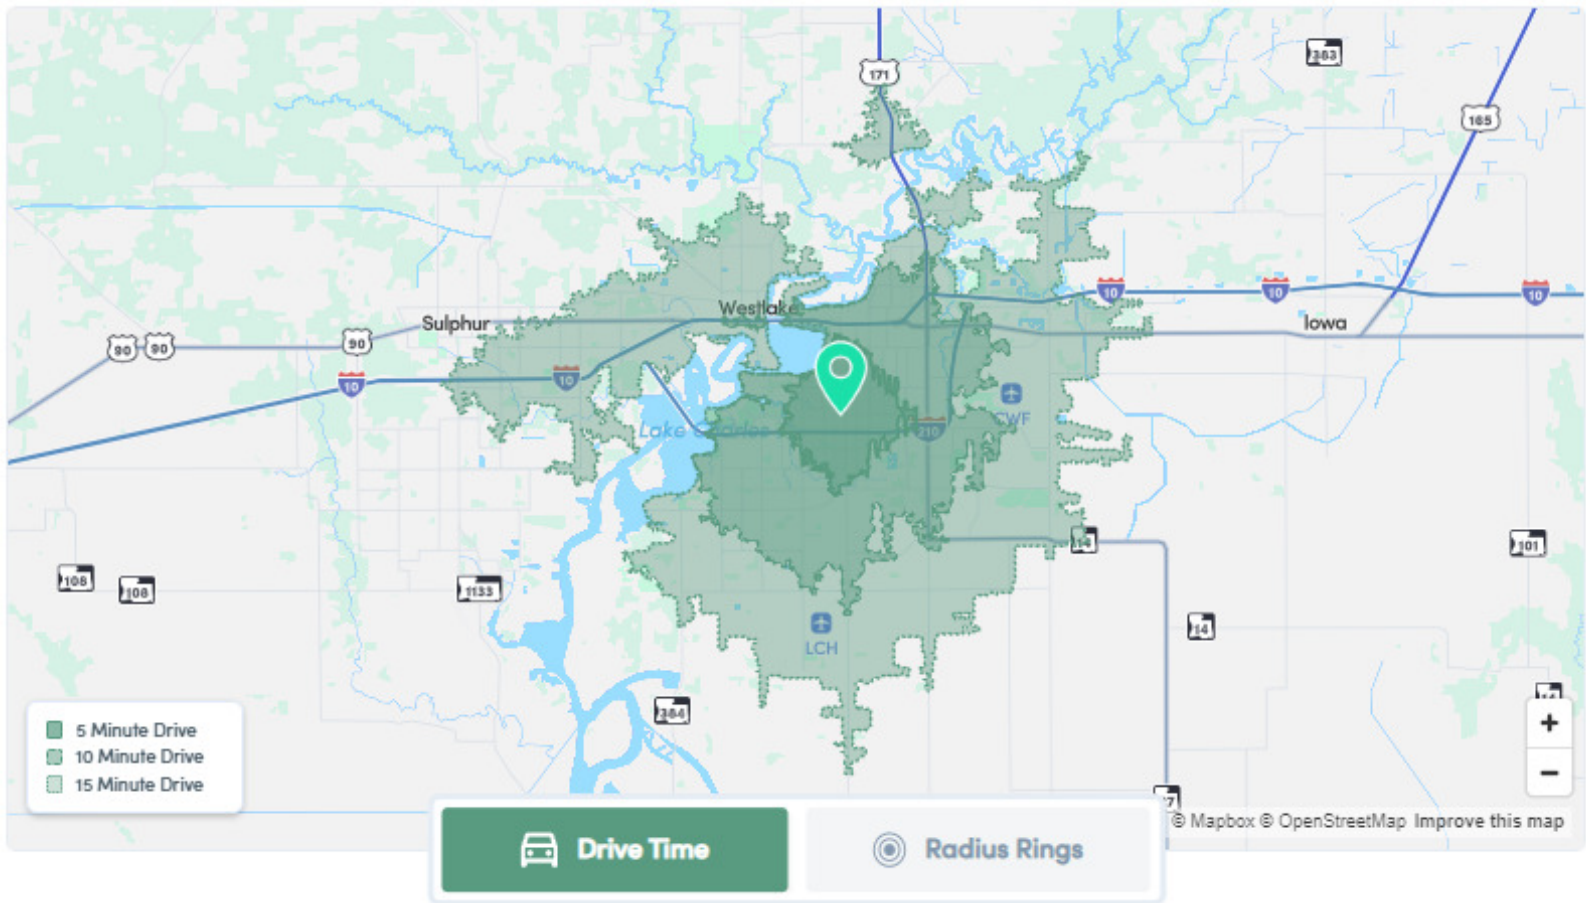 171
383
165
10
10
10
Westlake
Sulphur
Iowa
90
90
90
10
10
CWF
Lake Charles
210
14
101
108
108
1133
14
LCH
384
5 Minute Drive
10 Minute Drive
15 Minute Drive
+
−
© Mapbox © OpenStreetMap Improve this map
Drive Time
Radius Rings